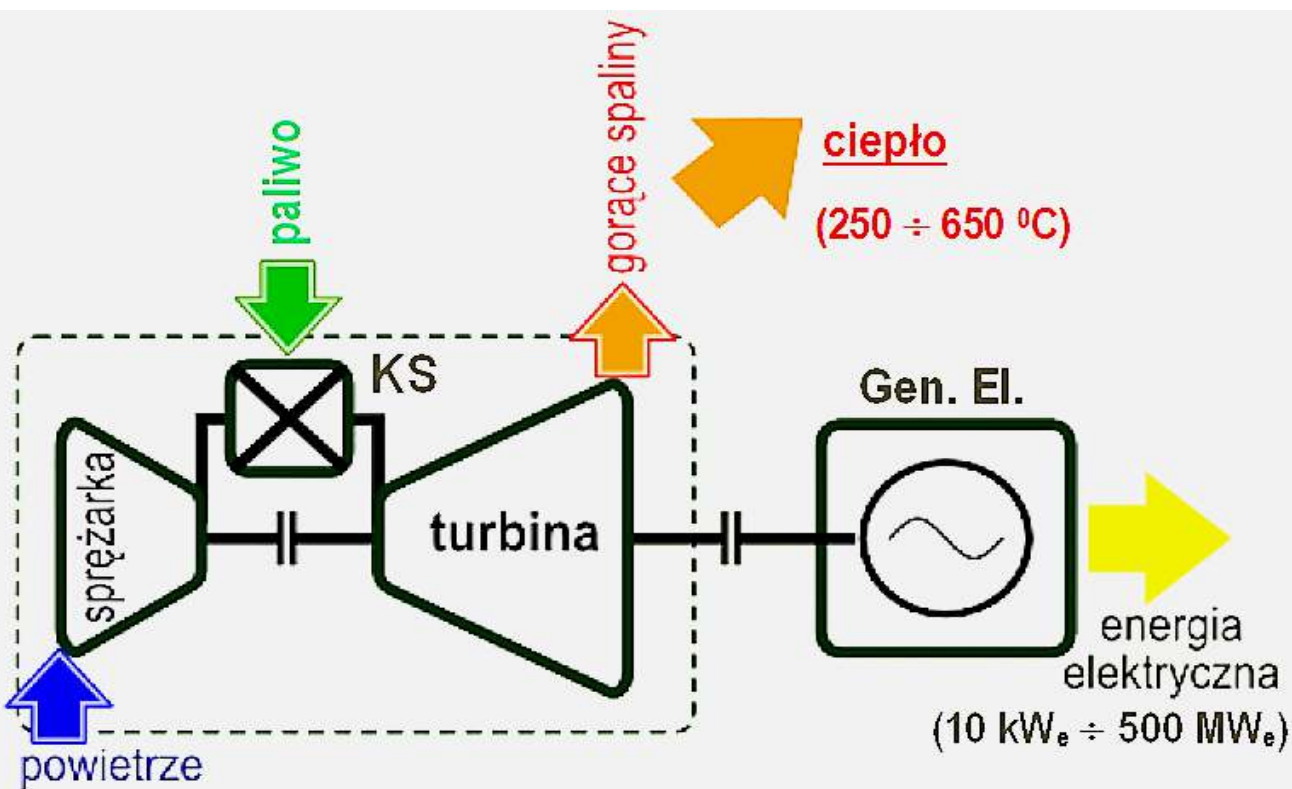 paliwo
gorące spaliny
ciepło
(250 ÷ 650 ⁰C)
KS
Gen. El.
sprężarka
turbina
energia
elektryczna
(10 kWₑ ÷ 500 MWₑ)
powietrze